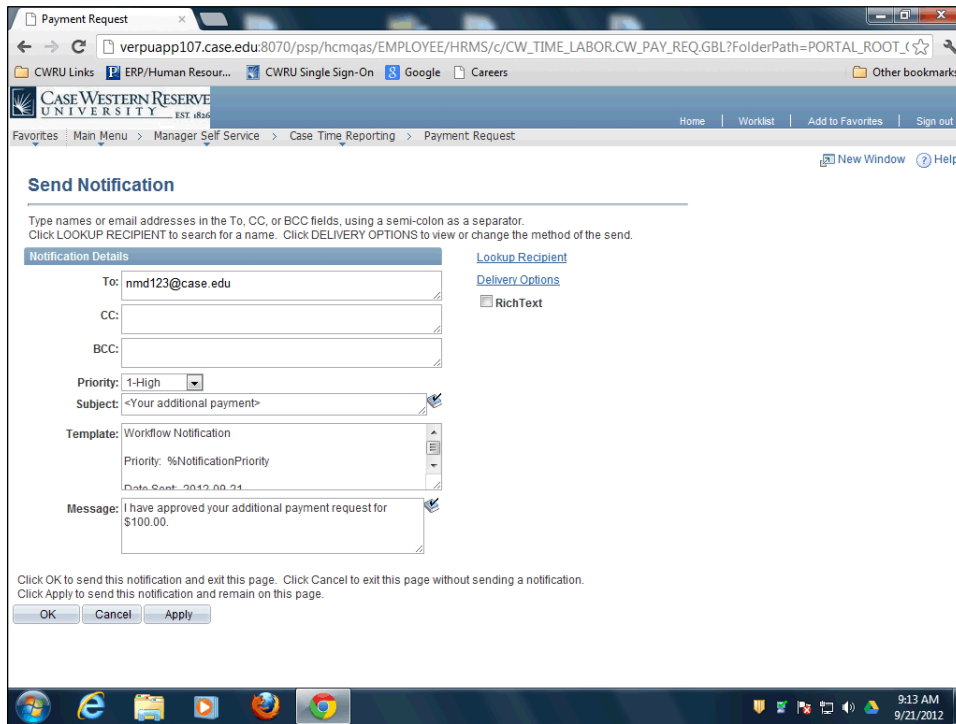 Payment Request
verpuapp107.case.edu:8070/psp/hcmqas/EMPLOYEE/HRMS/c/CW_TIME_LABOR.CW_PAY_REQ.GBL?FolderPath=PORTAL_ROOT_
CWRU Links ERP/Human Resour... CWRU Single Sign-On Google Careers Other bookmarks
CASE WESTERN RESERVE
UNIVERSITY EST. 1826
Home | Worklist | Add to Favorites | Sign out
Favorites Main Menu > Manager Self Service > Case Time Reporting > Payment Request
New Window Help
Send Notification
Type names or email addresses in the To, CC, or BCC fields, using a semi-colon as a separator.
Click LOOKUP RECIPIENT to search for a name. Click DELIVERY OPTIONS to view or change the method of the send.
Notification Details
Lookup Recipient
To: nmd123@case.edu
Delivery Options
RichText
CC:
BCC:
Priority: 1-High
Subject: <Your additional payment>
Template: Workflow Notification
Priority: %NotificationPriority
Date Sent: 2012-09-21
Message: I have approved your additional payment request for
$100.00.
Click OK to send this notification and exit this page. Click Cancel to exit this page without sending a notification.
Click Apply to send this notification and remain on this page.
OK Cancel Apply
9:13 AM
9/21/2012